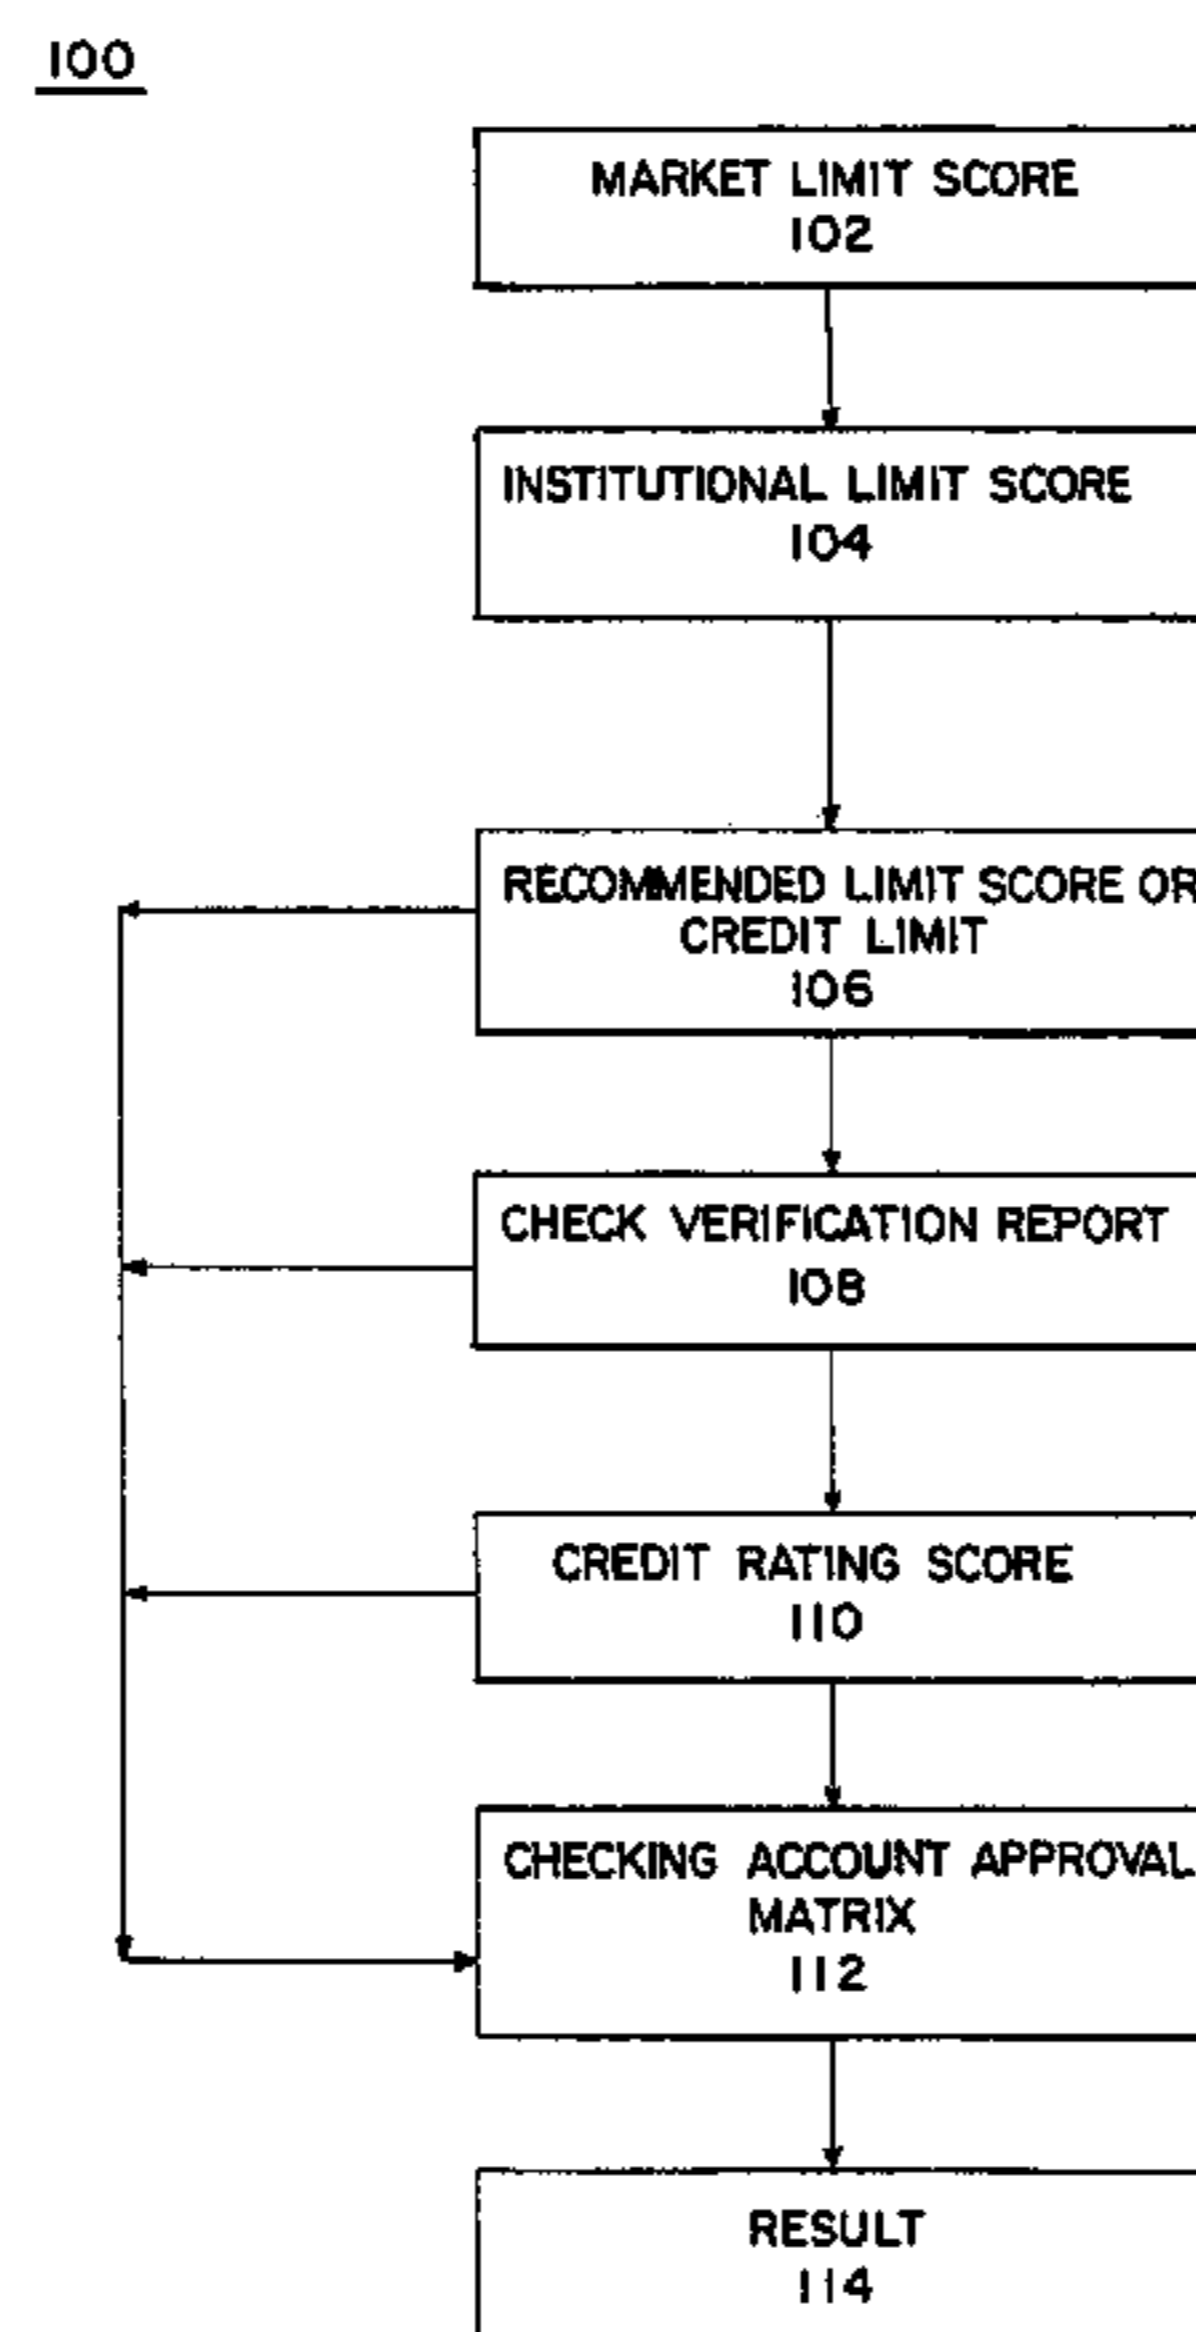 100
MARKET LIMIT SCORE
102
INSTITUTIONAL LIMIT SCORE
104
RECOMMENDED LIMIT SCORE OR
CREDIT LIMIT
106
CHECK VERIFICATION REPORT
108
CREDIT RATING SCORE
110
CHECKING ACCOUNT APPROVAL
MATRIX
112
RESULT
114